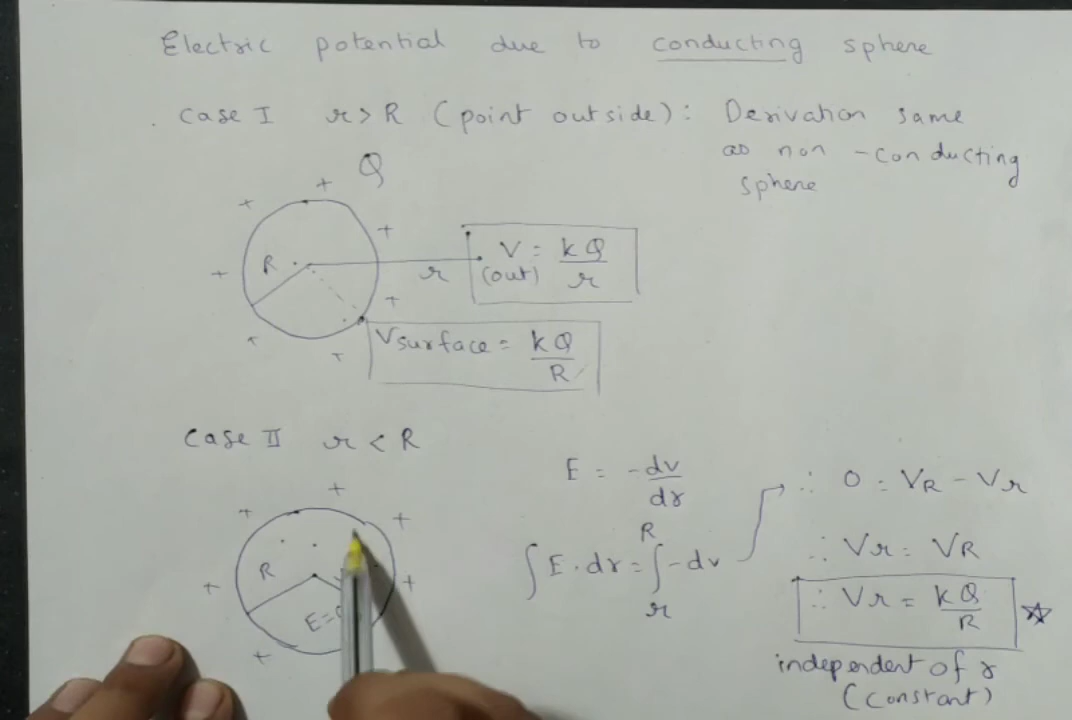 Electric potential due to conducting sphere
Case I r > R (point outside): Derivation same
as non-conducting
sphere
Q
+ + + + + + +
R
r
V(out) = kQ/r
Vsurface = kQ/R
Case II r < R
+ + + + + +
R
E = -dv/dr
∫E.dr = ∫_r^R -dv
∴ 0 = VR - Vr
∴ Vr = VR
∴ Vr = kQ/R
independent of r
(constant)